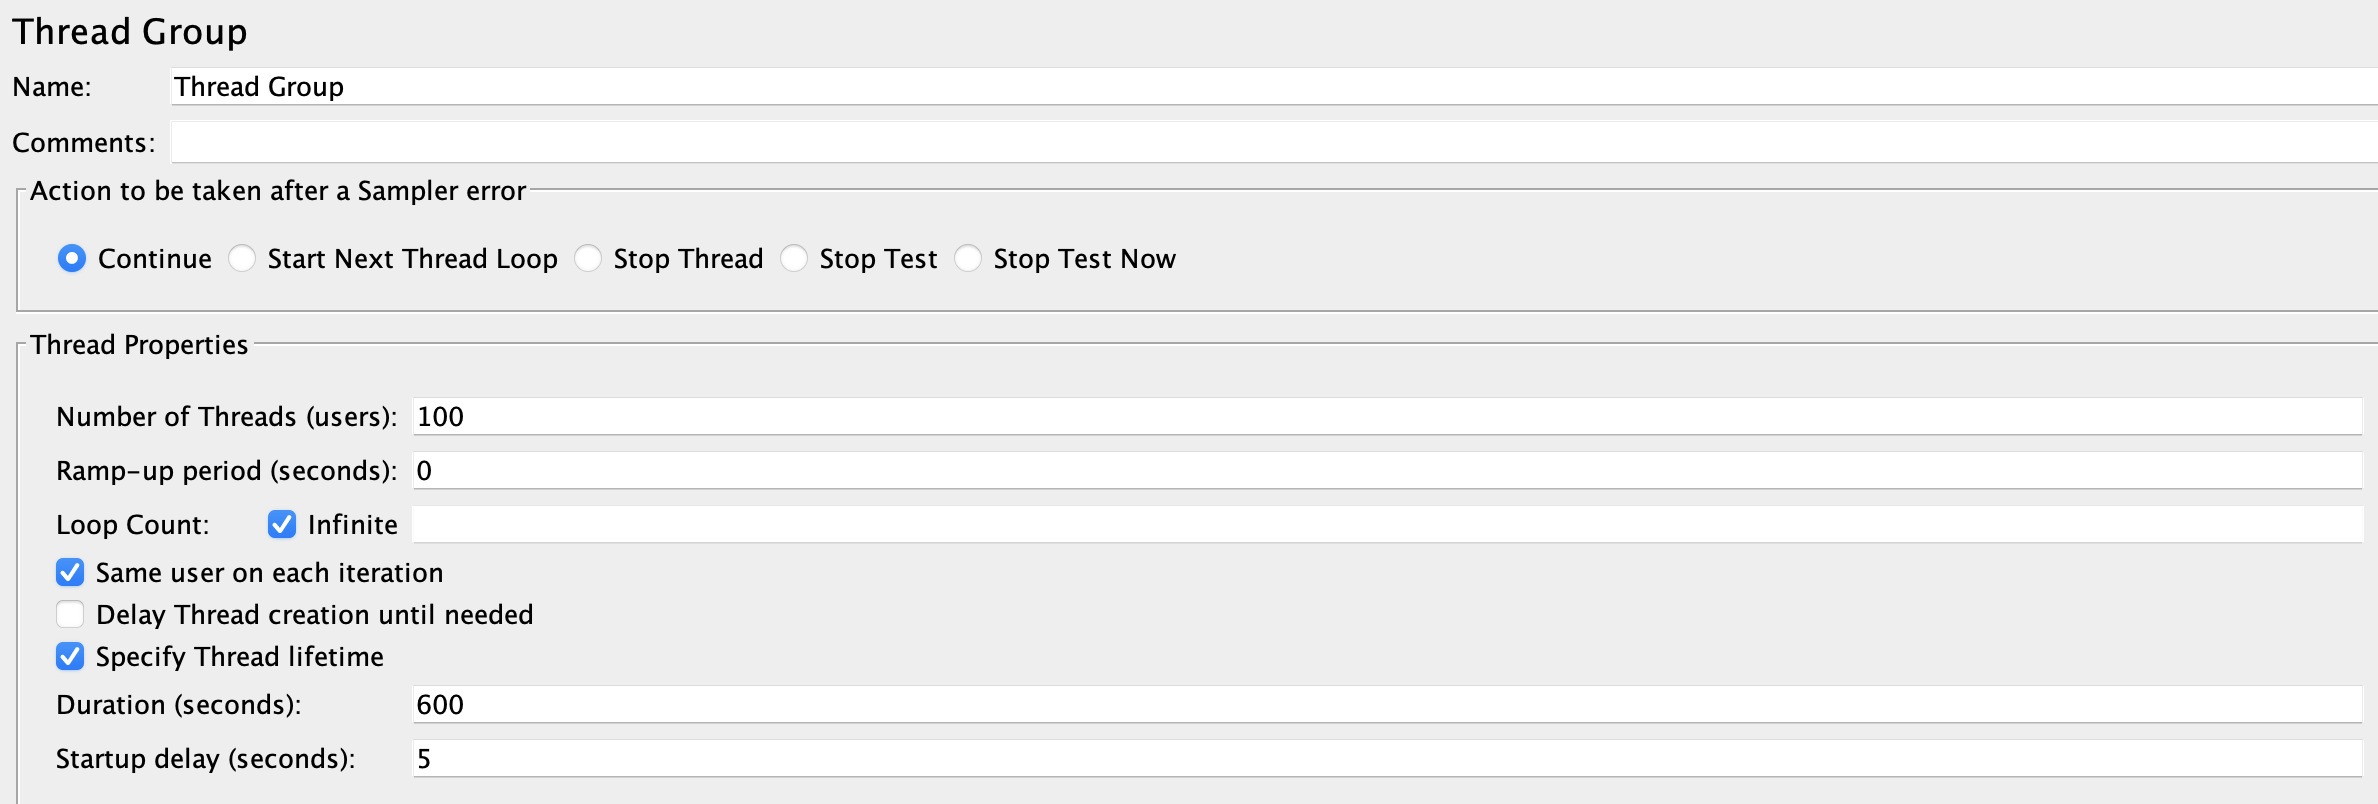 Thread Group
Name: Thread Group
Comments:
Action to be taken after a Sampler error
Continue Start Next Thread Loop Stop Thread Stop Test Stop Test Now
Thread Properties
Number of Threads (users): 100
Ramp-up period (seconds): 0
Loop Count: Infinite
Same user on each iteration
Delay Thread creation until needed
Specify Thread lifetime
Duration (seconds): 600
Startup delay (seconds): 5